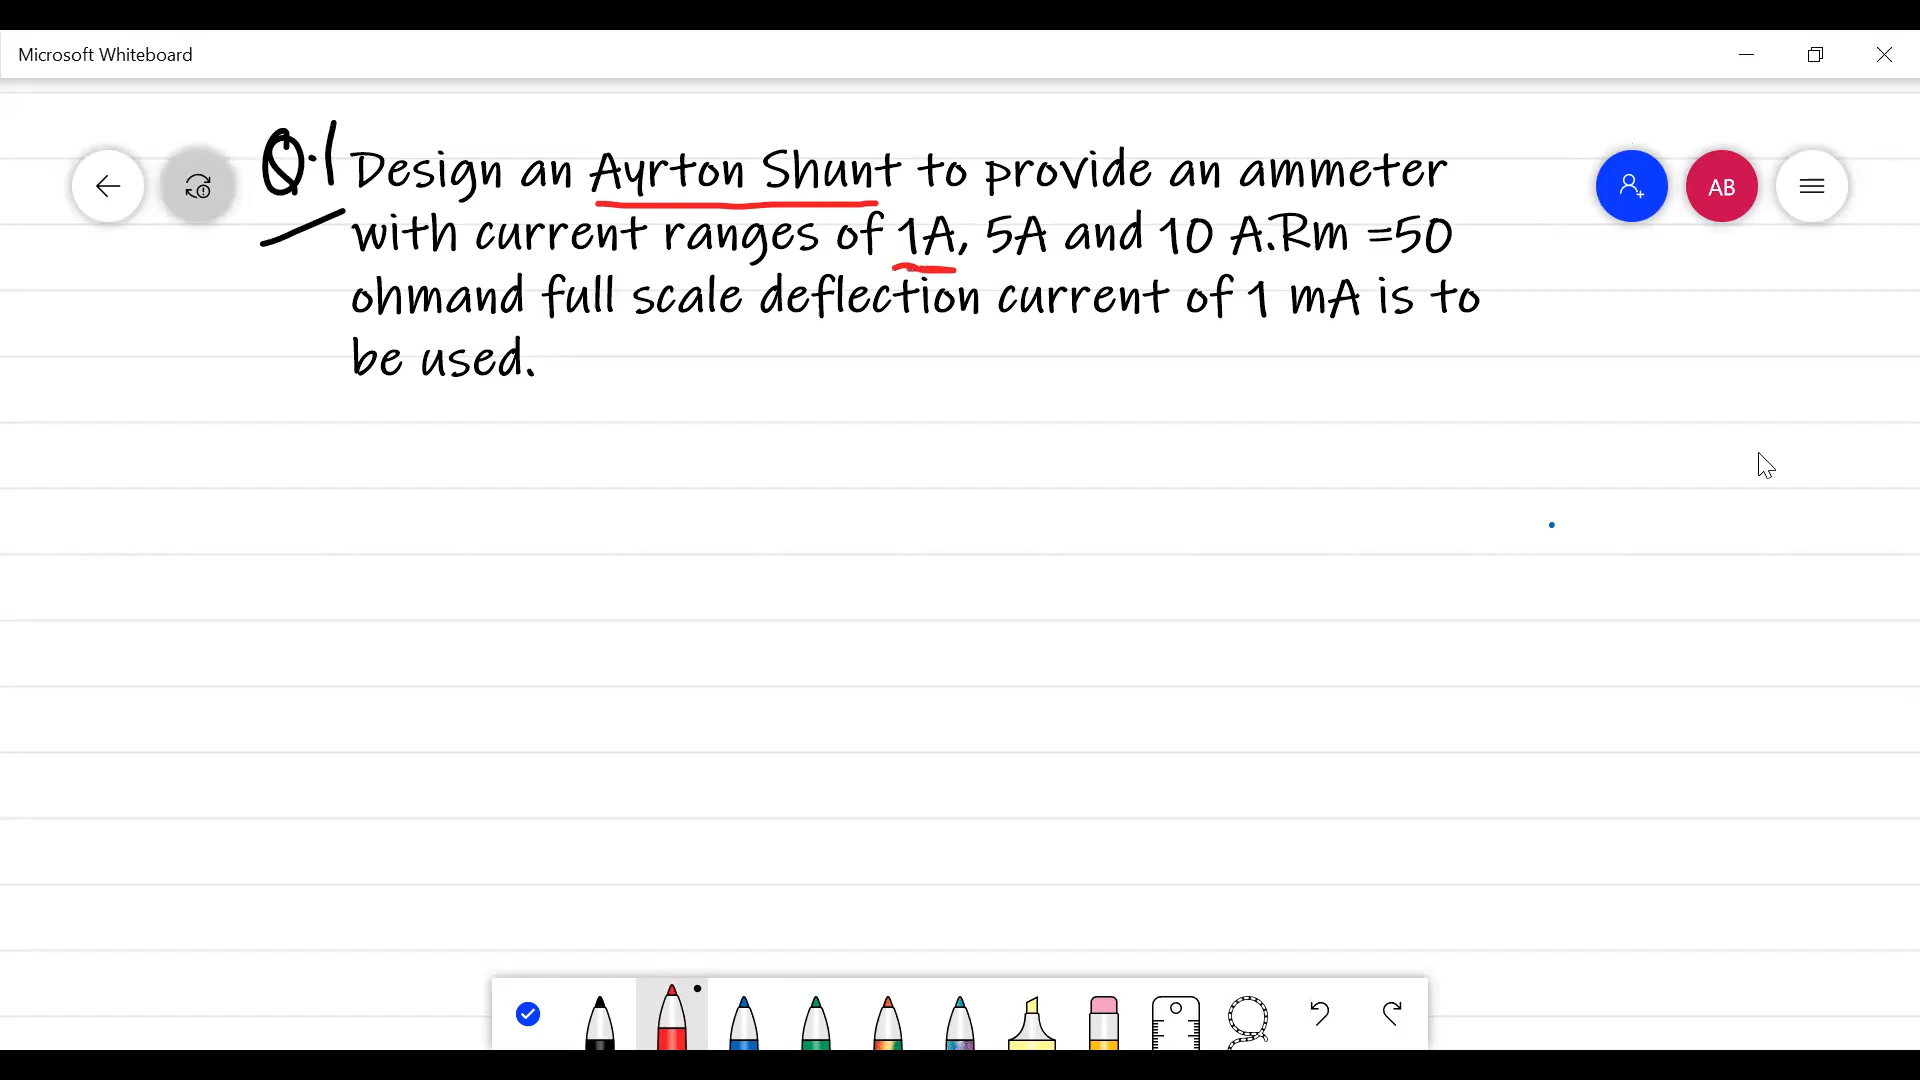 Microsoft Whiteboard
Q.1 Design an Ayrton Shunt to provide an ammeter
with current ranges of 1A, 5A and 10 A.Rm =50
ohmand full scale deflection current of 1 mA is to
be used.
AB